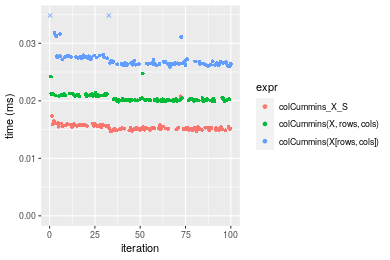 0.03
0.02
0.01
0.00
0
25
50
75
100
iteration
time (ms)
expr
colCummins_X_S
colCummins(X, rows, cols)
colCummins(X[rows, cols])